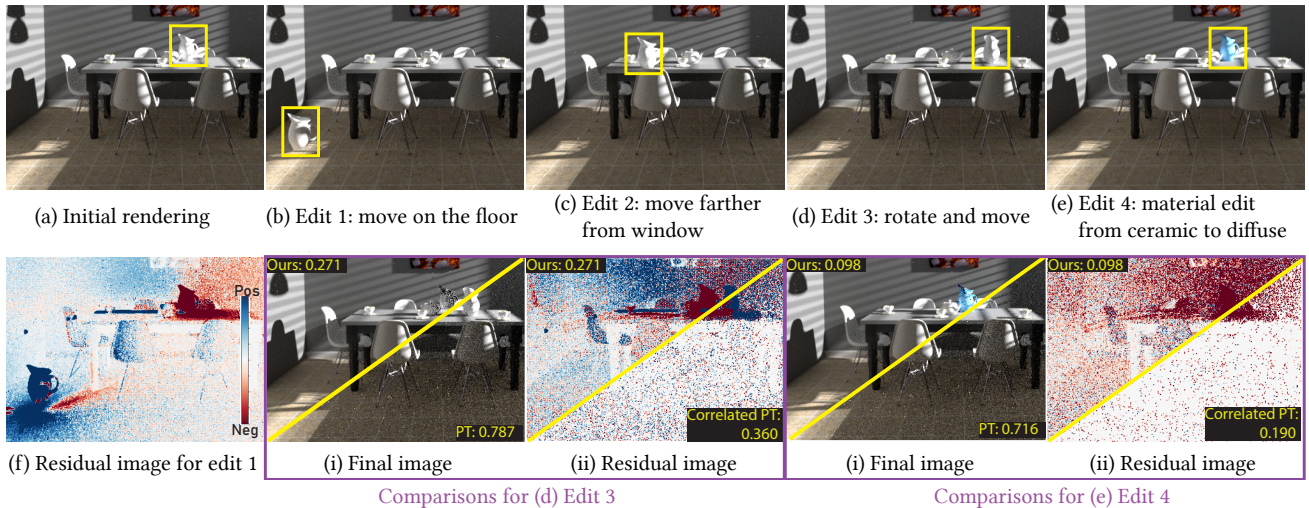 (a) Initial rendering
(b) Edit 1: move on the floor
(c) Edit 2: move farther
from window
(d) Edit 3: rotate and move
(e) Edit 4: material edit
from ceramic to diffuse
Pos
Neg
(f) Residual image for edit 1
Ours: 0.271
PT: 0.787
(i) Final image
Ours: 0.271
Correlated PT:
0.360
(ii) Residual image
Comparisons for (d) Edit 3
Ours: 0.098
PT: 0.716
(i) Final image
Ours: 0.098
Correlated PT:
0.190
(ii) Residual image
Comparisons for (e) Edit 4